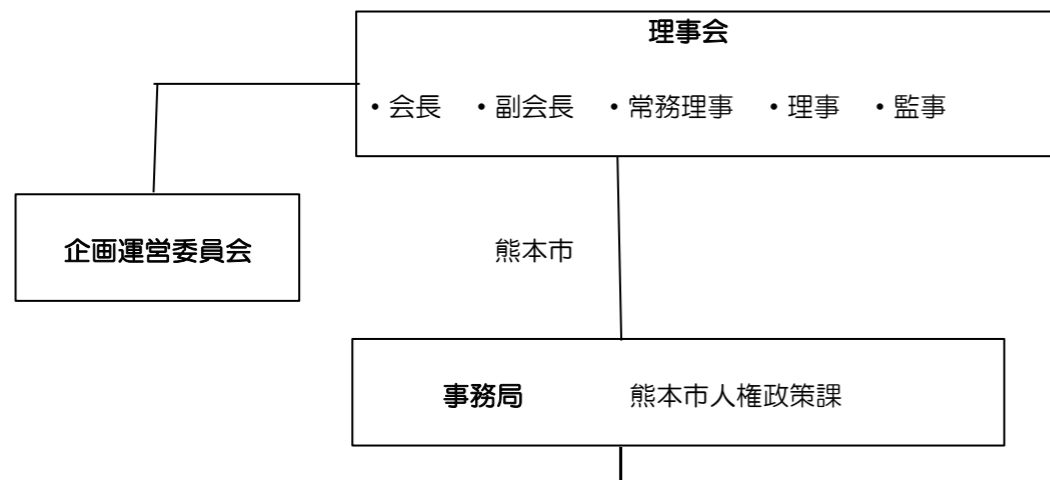 理事会
・会長　・副会長　・常務理事　・理事　・監事
企画運営委員会
熊本市
事務局　熊本市人権政策課